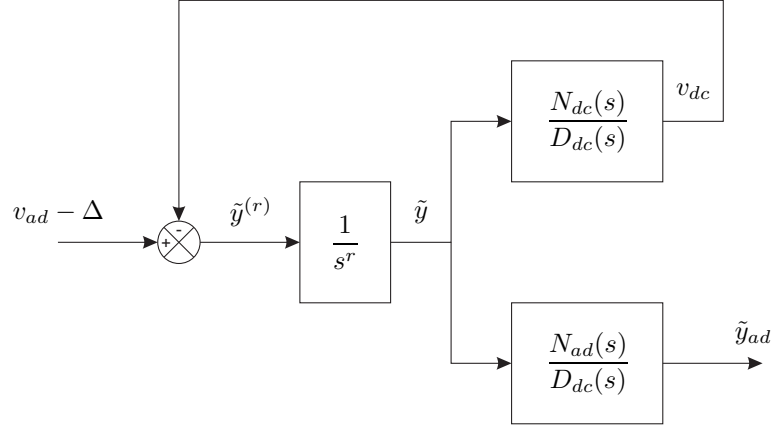 N_{dc}(s)
D_{dc}(s)
v_{dc}
v_{ad} − Δ
+
-
ỹ^{(r)}
1
s^r
ỹ
N_{ad}(s)
D_{dc}(s)
ỹ_{ad}